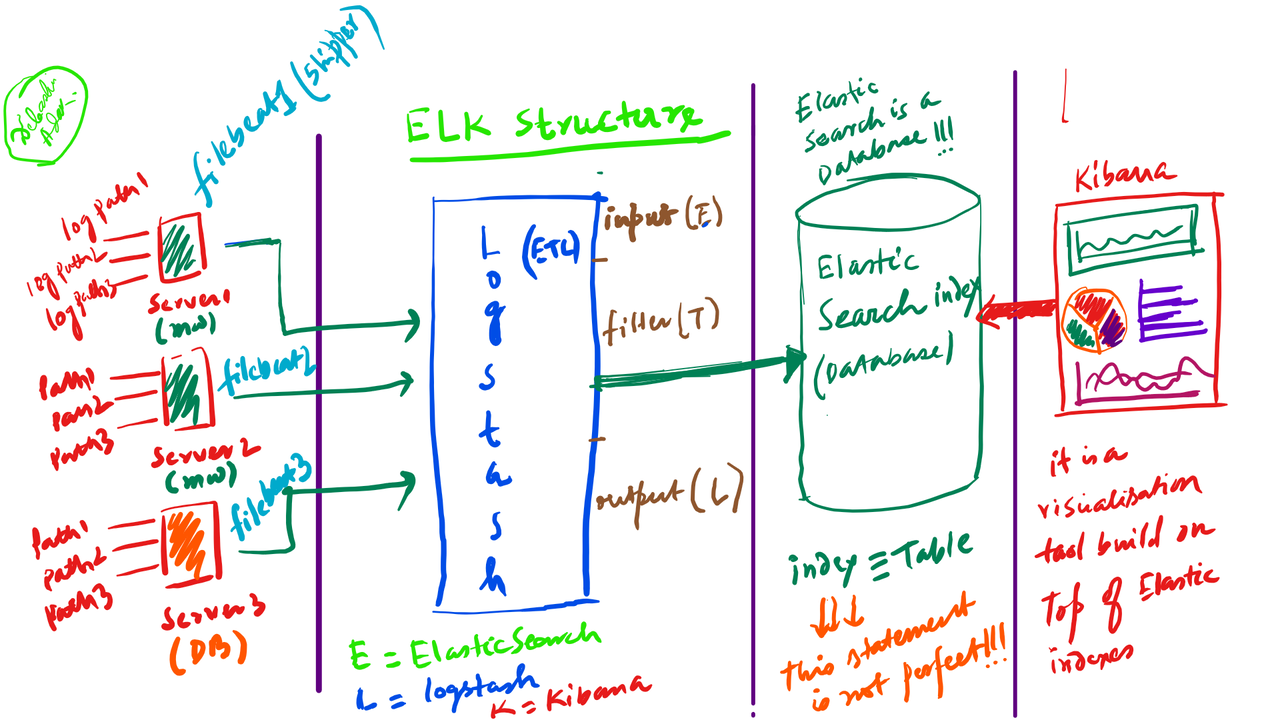 filebeat1 (Shipper)
log path1
log path2
log path3
Server1
(mw)
filebeat2
path1
path2
path3
Server2
(mw)
filebeat3
path1
path2
path3
Server3
(DB)
ELK Structure
Logstash
(ETL)
input (E)
filter (T)
output (L)
E = ElasticSearch
L = logstash
K = Kibana
Elastic
Search is a
Database!!!
Elastic
Search index
(Database)
index ≡ Table
↓↓↓
this statement
is not perfect!!!
Kibana
it is a
visualisation
tool build on
Top of Elastic
indexes